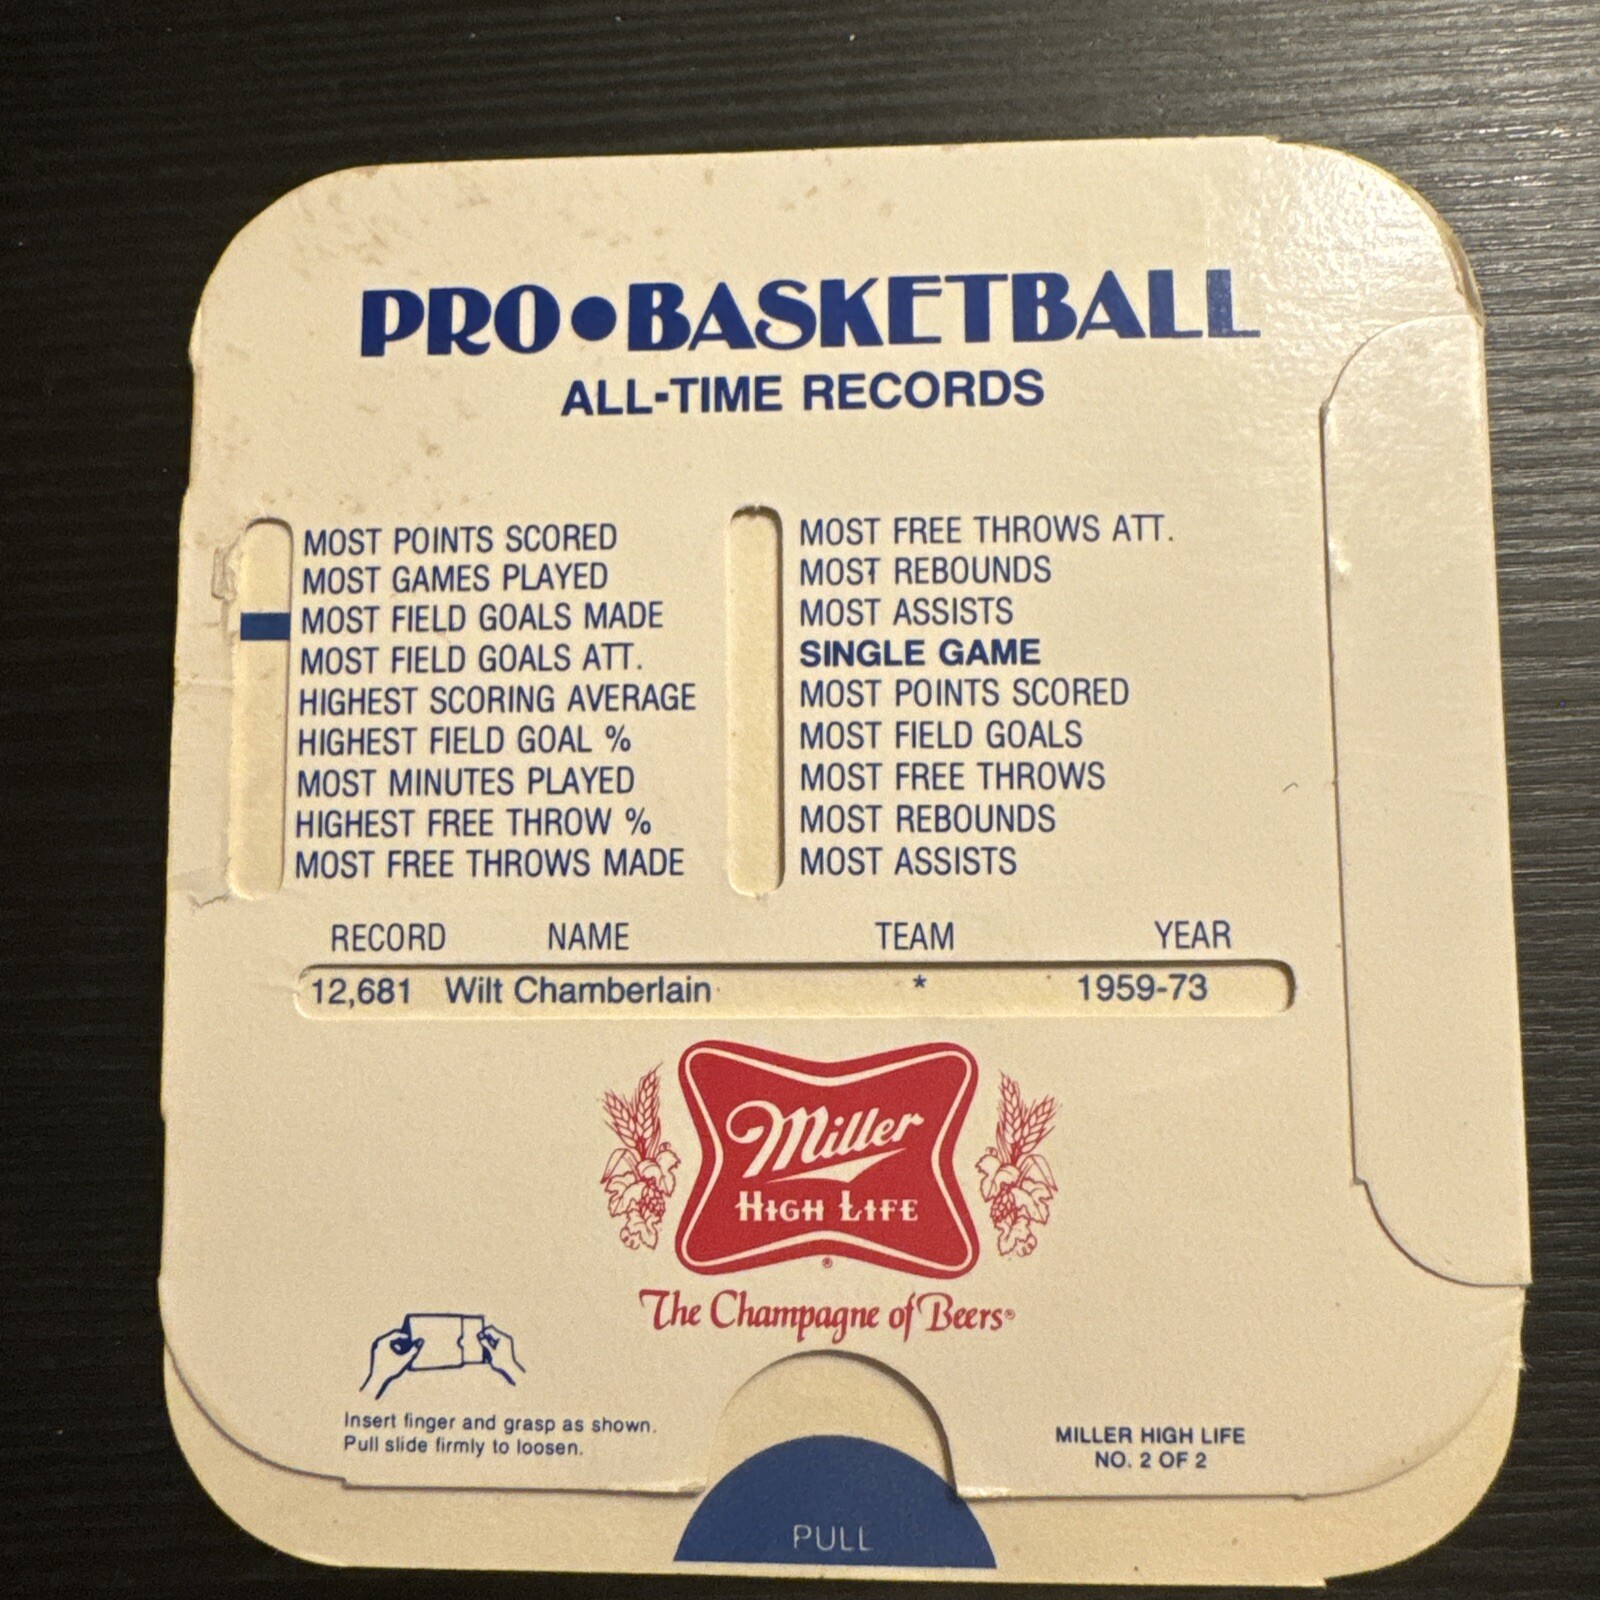 PRO•BASKETBALL
ALL-TIME RECORDS
MOST POINTS SCORED
MOST GAMES PLAYED
MOST FIELD GOALS MADE
MOST FIELD GOALS ATT.
HIGHEST SCORING AVERAGE
HIGHEST FIELD GOAL %
MOST MINUTES PLAYED
HIGHEST FREE THROW %
MOST FREE THROWS MADE
MOST FREE THROWS ATT.
MOST REBOUNDS
MOST ASSISTS
SINGLE GAME
MOST POINTS SCORED
MOST FIELD GOALS
MOST FREE THROWS
MOST REBOUNDS
MOST ASSISTS
RECORD NAME TEAM YEAR
12,681 Wilt Chamberlain * 1959-73
Miller
HIGH LIFE
®
The Champagne of Beers®
Insert finger and grasp as shown.
Pull slide firmly to loosen.
MILLER HIGH LIFE
NO. 2 OF 2
PULL